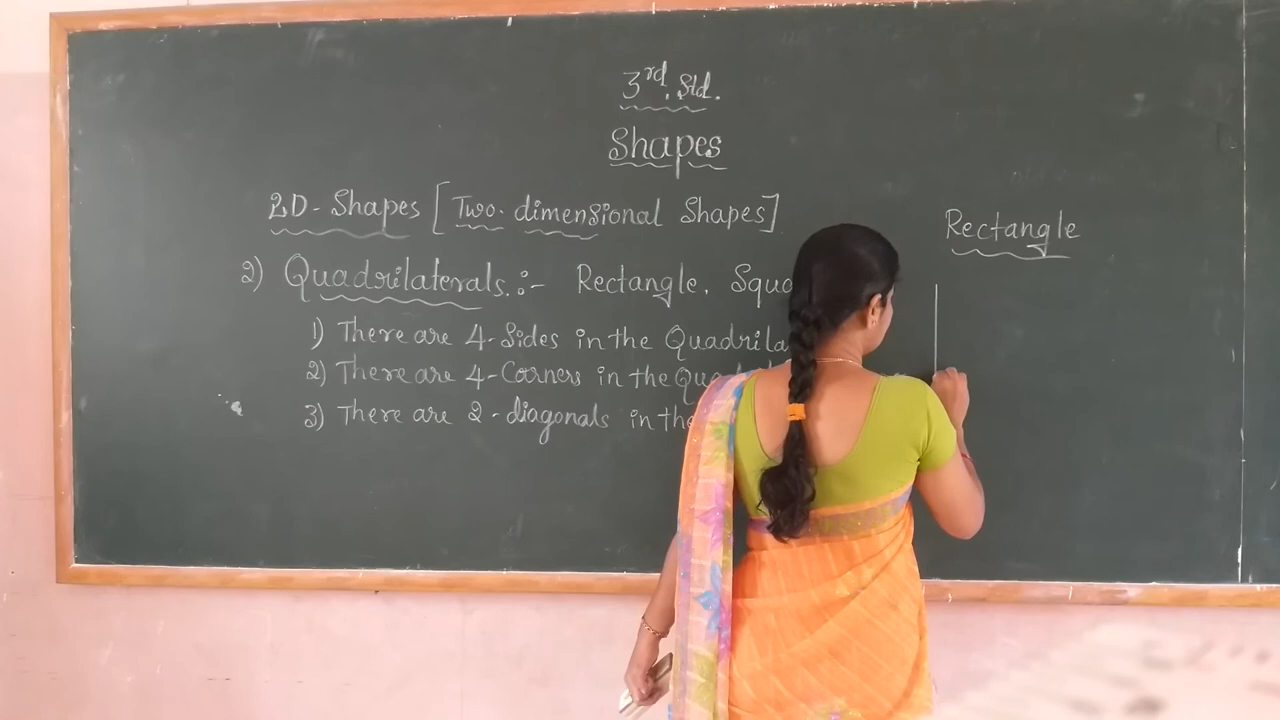 3rd. Std.
Shapes
2D - Shapes [Two. dimensional Shapes]
2) Quadrilaterals.:- Rectangle. Squa
1) There are 4-Sides in the Quadrila
2) There are 4-Corners in the Qua
3) There are 2-diagonals in the
Rectangle